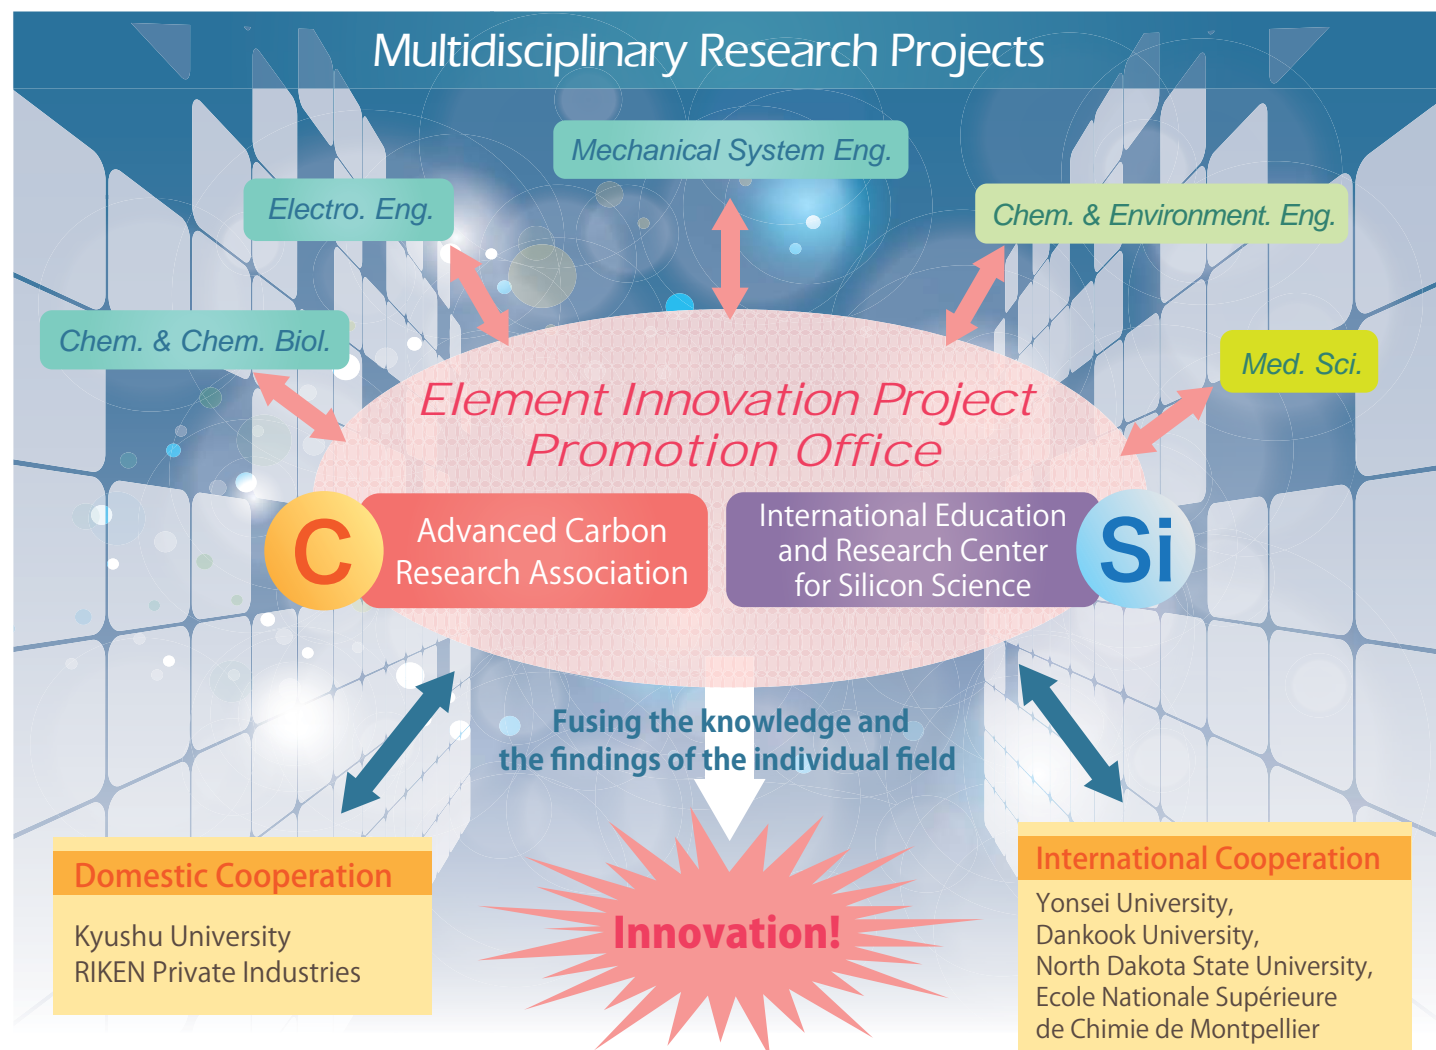 Multidisciplinary Research Projects
Mechanical System Eng.
Electro. Eng.
Chem. & Environment. Eng.
Chem. & Chem. Biol.
Med. Sci.
Element Innovation Project
Promotion Office
C
Advanced Carbon
Research Association
International Education
and Research Center
for Silicon Science
Si
Fusing the knowledge and
the findings of the individual field
Innovation!
Domestic Cooperation
Kyushu University
RIKEN Private Industries
International Cooperation
Yonsei University,
Dankook University,
North Dakota State University,
Ecole Nationale Supérieure
de Chimie de Montpellier